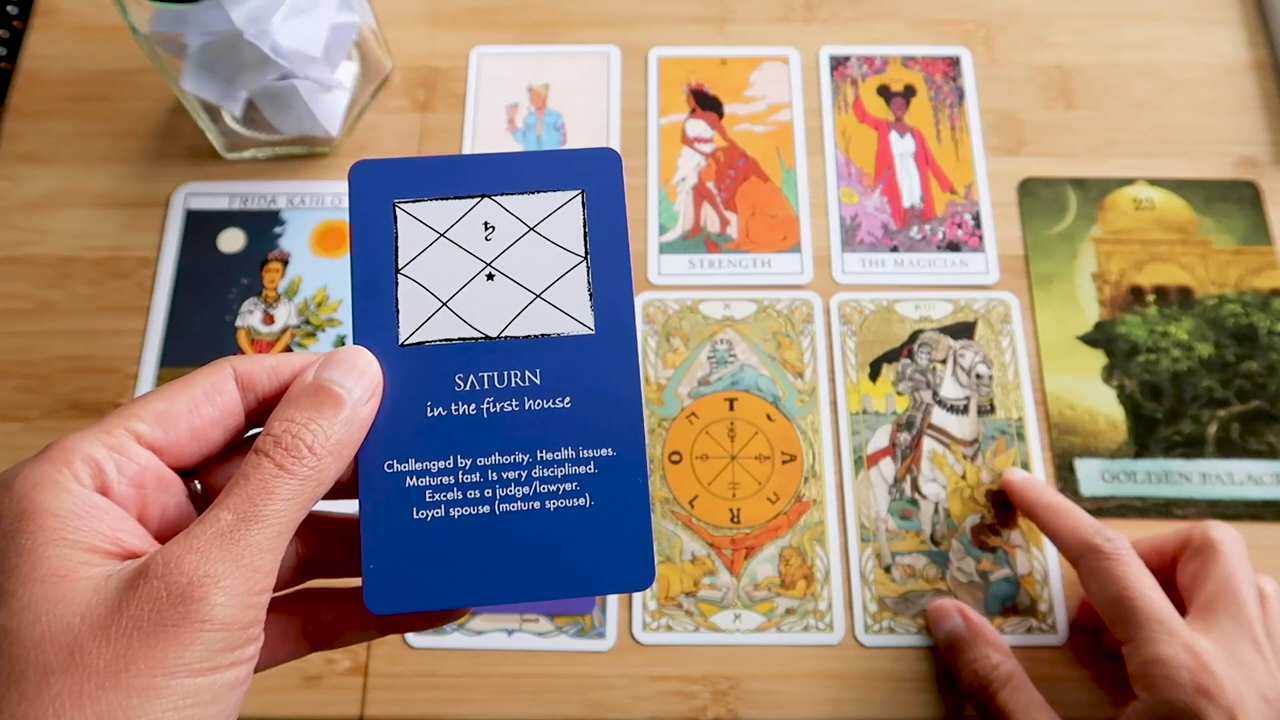 FRIDA KAHLO
STRENGTH
THE MAGICIAN
23
GOLDEN PALACE
♄
SATURN
in the first house
Challenged by authority. Health issues.
Matures fast. Is very disciplined.
Excels as a judge/lawyer.
Loyal spouse (mature spouse).
X
T
A
R
O
XIII